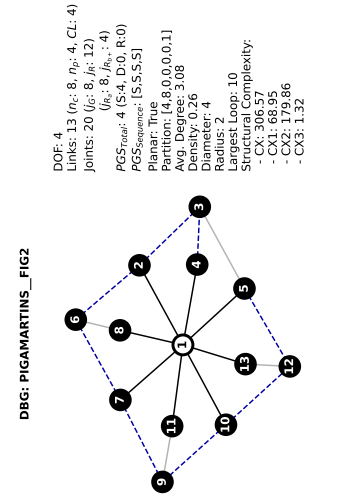 DBG: PIGAMARTINS__FIG2
DOF: 4
Links: 13 (n_c: 8, n_p: 4, CL: 4)
Joints: 20 (j_G: 8, j_R: 12)
(j_{R_p}: 8, j_{R_{b+}}: 4)
PGS_Total: 4 (S:4, D:0, R:0)
PGS_Sequence: [S,S,S,S]
Planar: True
Partition: [4,8,0,0,0,0,1]
Avg. Degree: 3.08
Density: 0.26
Diameter: 4
Radius: 2
Largest Loop: 10
Structural Complexity:
- CX: 306.57
- CX1: 68.95
- CX2: 179.86
- CX3: 1.32
6
9
7
8
11
2
1
10
13
4
3
5
12